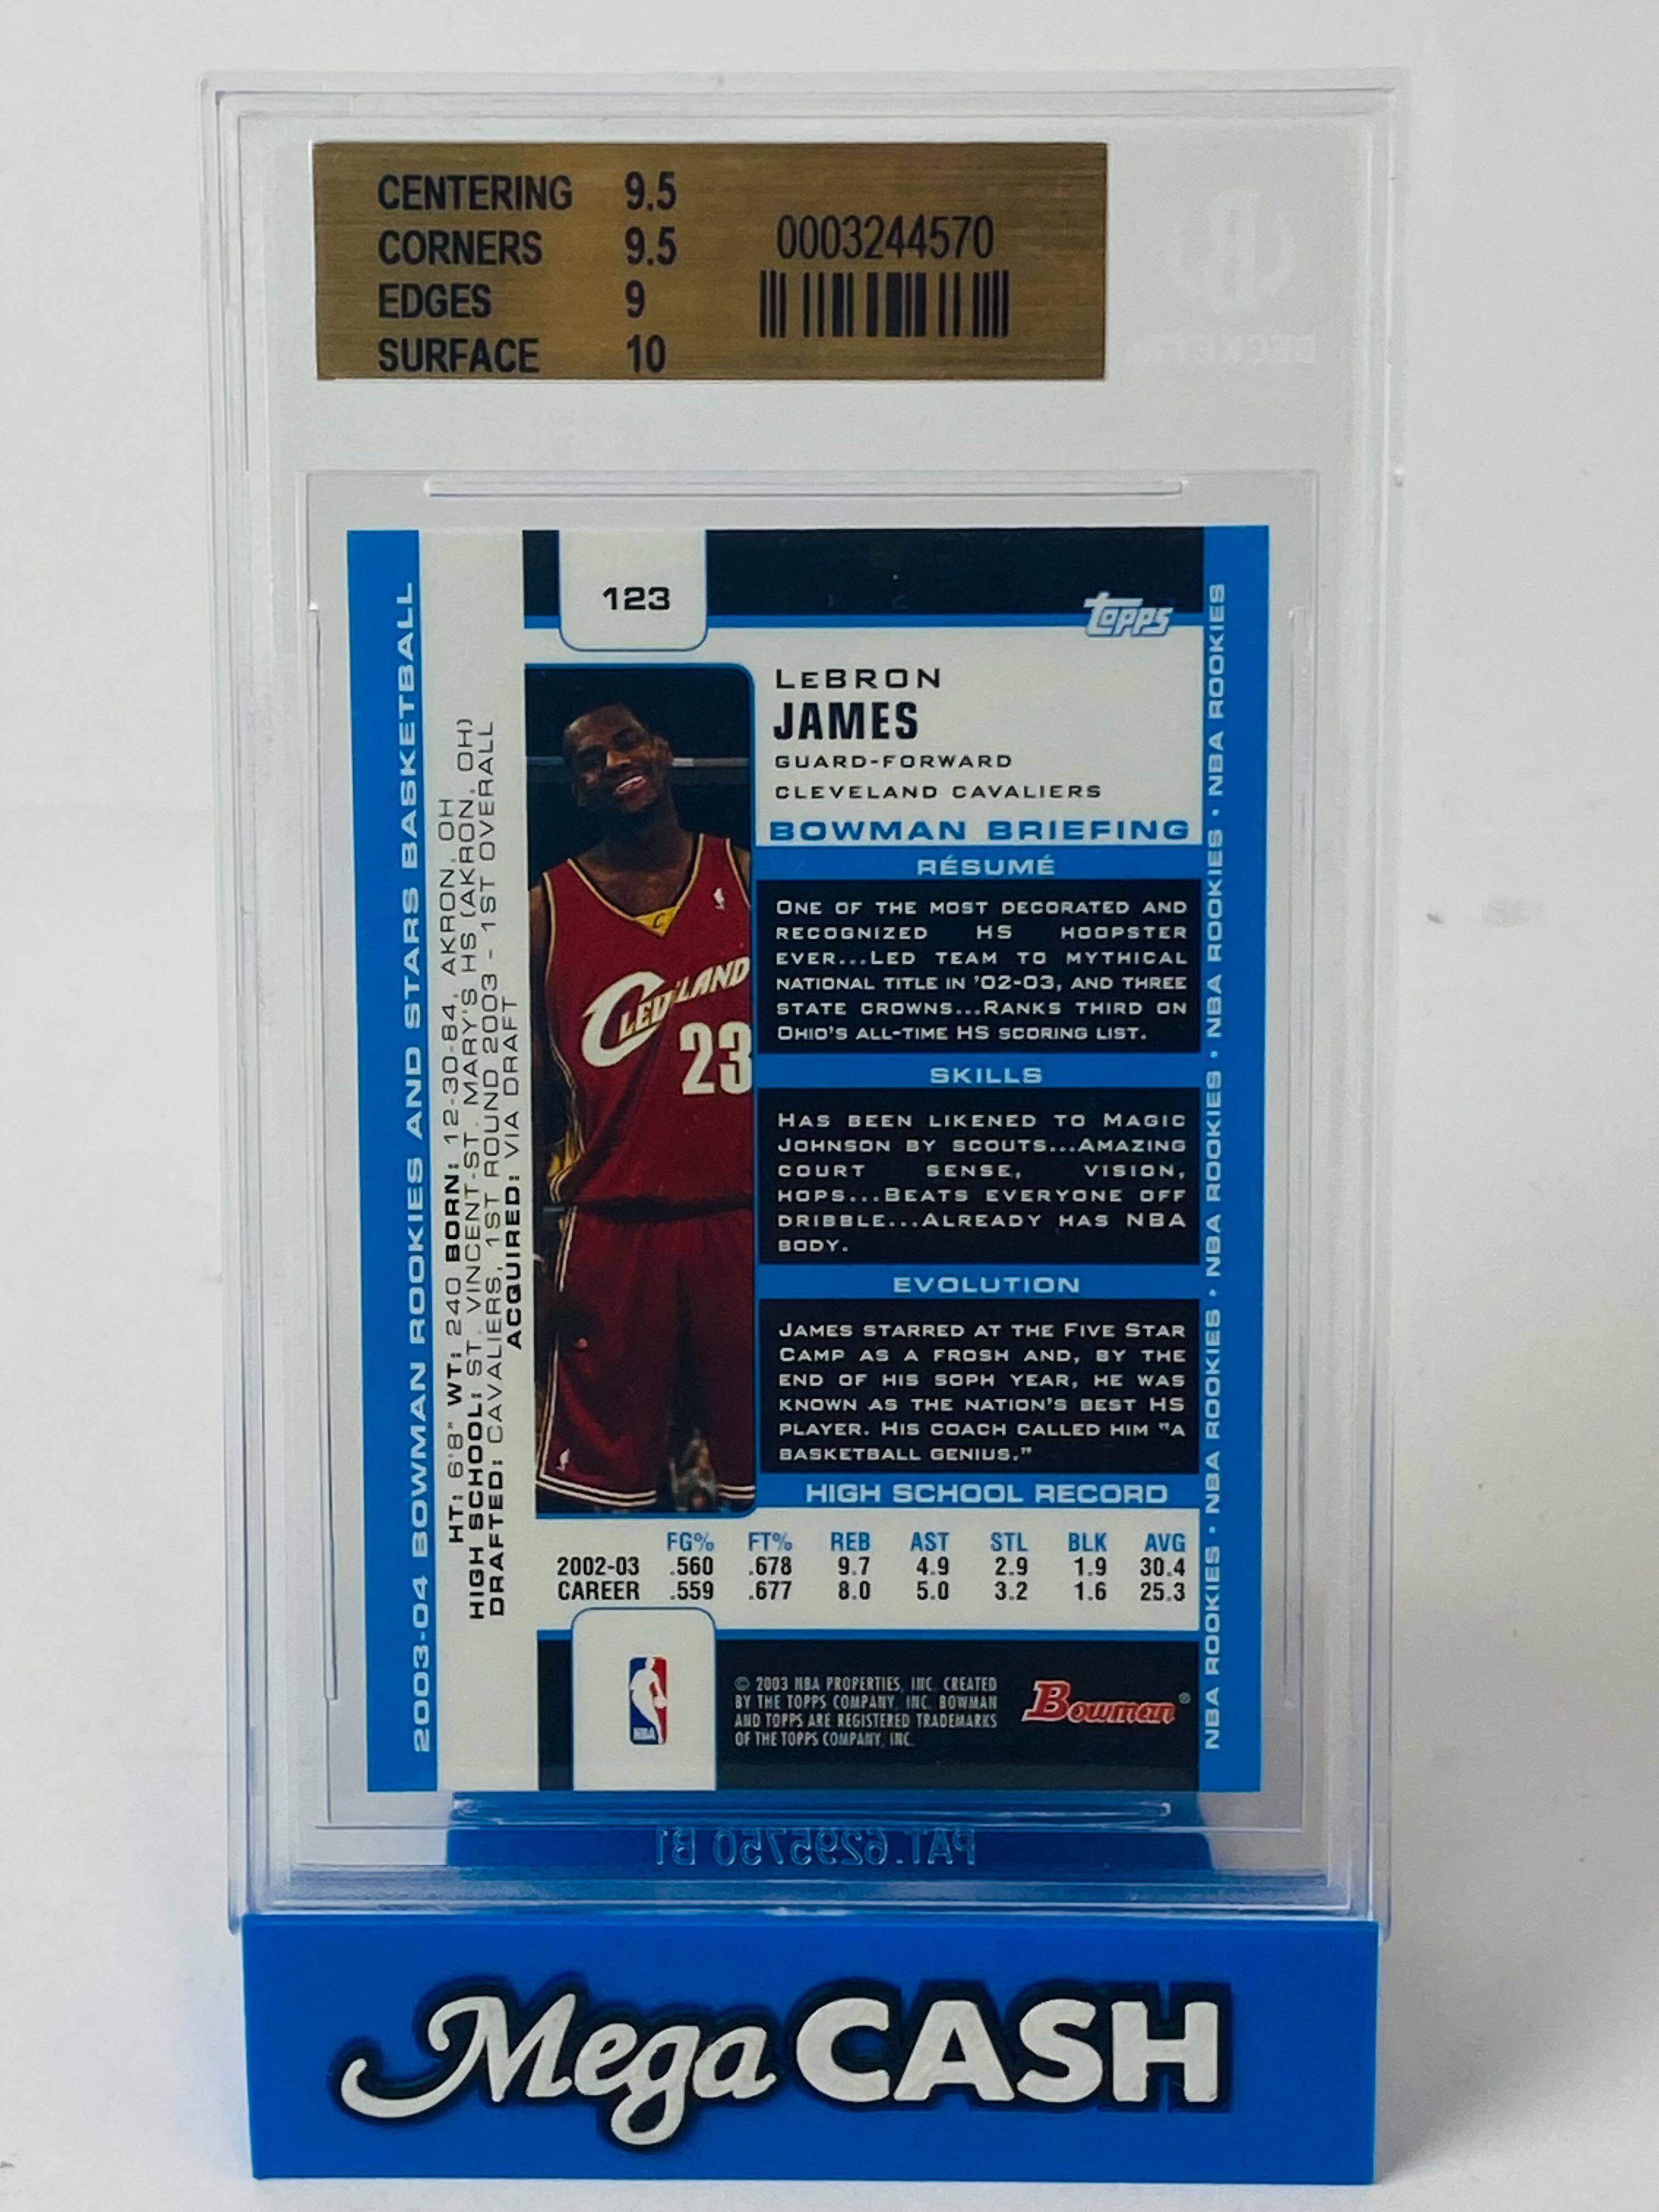 CENTERING 9.5
CORNERS 9.5
EDGES 9
SURFACE 10
0003244570
BECKETT
123
Topps
LeBRON
JAMES
GUARD-FORWARD
CLEVELAND CAVALIERS
BOWMAN BRIEFING
RÉSUMÉ
ONE OF THE MOST DECORATED AND
RECOGNIZED HS HOOPSTER
EVER...LED TEAM TO MYTHICAL
NATIONAL TITLE IN '02-03, AND THREE
STATE CROWNS...RANKS THIRD ON
OHIO'S ALL-TIME HS SCORING LIST.
SKILLS
HAS BEEN LIKENED TO MAGIC
JOHNSON BY SCOUTS...AMAZING
COURT SENSE, VISION,
HOPS...BEATS EVERYONE OFF
DRIBBLE...ALREADY HAS NBA
BODY.
EVOLUTION
JAMES STARRED AT THE FIVE STAR
CAMP AS A FROSH AND, BY THE
END OF HIS SOPH YEAR, HE WAS
KNOWN AS THE NATION'S BEST HS
PLAYER. HIS COACH CALLED HIM "A
BASKETBALL GENIUS."
HIGH SCHOOL RECORD
FG% FT% REB AST STL BLK AVG
2002-03 .560 .678 9.7 4.9 2.9 1.9 30.4
CAREER .559 .677 8.0 5.0 3.2 1.6 25.3
2003-04 BOWMAN ROOKIES AND STARS BASKETBALL
HT: 6'8" WT: 240 BORN: 12-30-84, AKRON, OH
HIGH SCHOOL: ST. VINCENT-ST. MARY'S HS (AKRON, OH)
DRAFTED: CAVALIERS, 1ST ROUND 2003 - 1ST OVERALL
ACQUIRED: VIA DRAFT
CLEVELAND
23
C
NBA ROOKIES • NBA ROOKIES • NBA ROOKIES • NBA ROOKIES • NBA ROOKIES • NBA ROOKIES • NBA ROOKIES
NBA
© 2003 NBA PROPERTIES, INC. CREATED
BY THE TOPPS COMPANY, INC. BOWMAN
AND TOPPS ARE REGISTERED TRADEMARKS
OF THE TOPPS COMPANY, INC.
Bowman®
PAT. 6295750 B1
Mega CASH